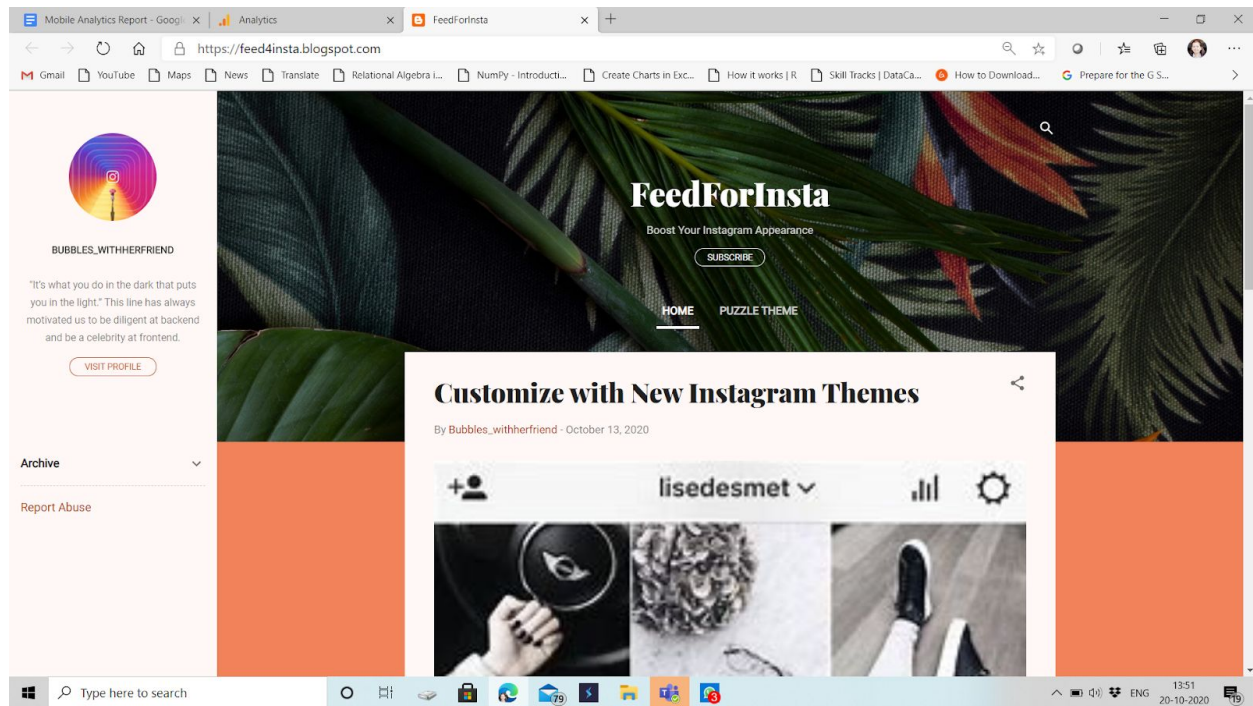 Mobile Analytics Report - Googl
Analytics
FeedForInsta
https://feed4insta.blogspot.com
Gmail
YouTube
Maps
News
Translate
Relational Algebra i...
NumPy - Introducti...
Create Charts in Exc...
How it works | R
Skill Tracks | DataCa...
How to Download...
Prepare for the G S...
FeedForInsta
Boost Your Instagram Appearance
SUBSCRIBE
HOME PUZZLE THEME
BUBBLES_WITHHERFRIEND
"It's what you do in the dark that puts
you in the light." This line has always
motivated us to be diligent at backend
and be a celebrity at frontend.
VISIT PROFILE
Archive
Report Abuse
Customize with New Instagram Themes
By Bubbles_withherfriend - October 13, 2020
lisedesmet
Type here to search
79
3
ENG
13:51
20-10-2020
19